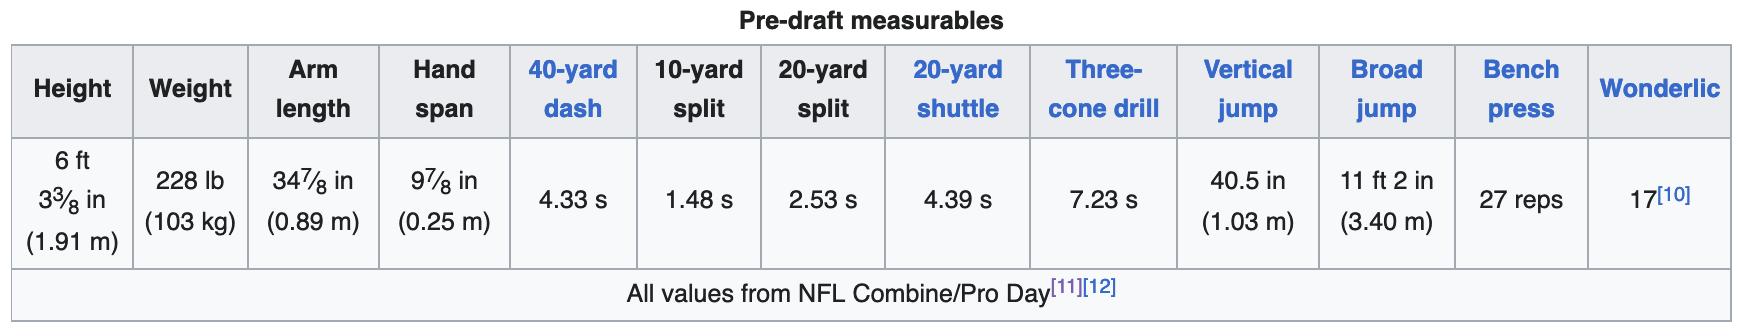 Pre-draft measurables
Height
Weight
Arm
length
Hand
span
40-yard
dash
10-yard
split
20-yard
split
20-yard
shuttle
Three-
cone drill
Vertical
jump
Broad
jump
Bench
press
Wonderlic
6 ft
3 3⁄8 in
(1.91 m)
228 lb
(103 kg)
34 7⁄8 in
(0.89 m)
9 7⁄8 in
(0.25 m)
4.33 s
1.48 s
2.53 s
4.39 s
7.23 s
40.5 in
(1.03 m)
11 ft 2 in
(3.40 m)
27 reps
17[10]
All values from NFL Combine/Pro Day[11][12]